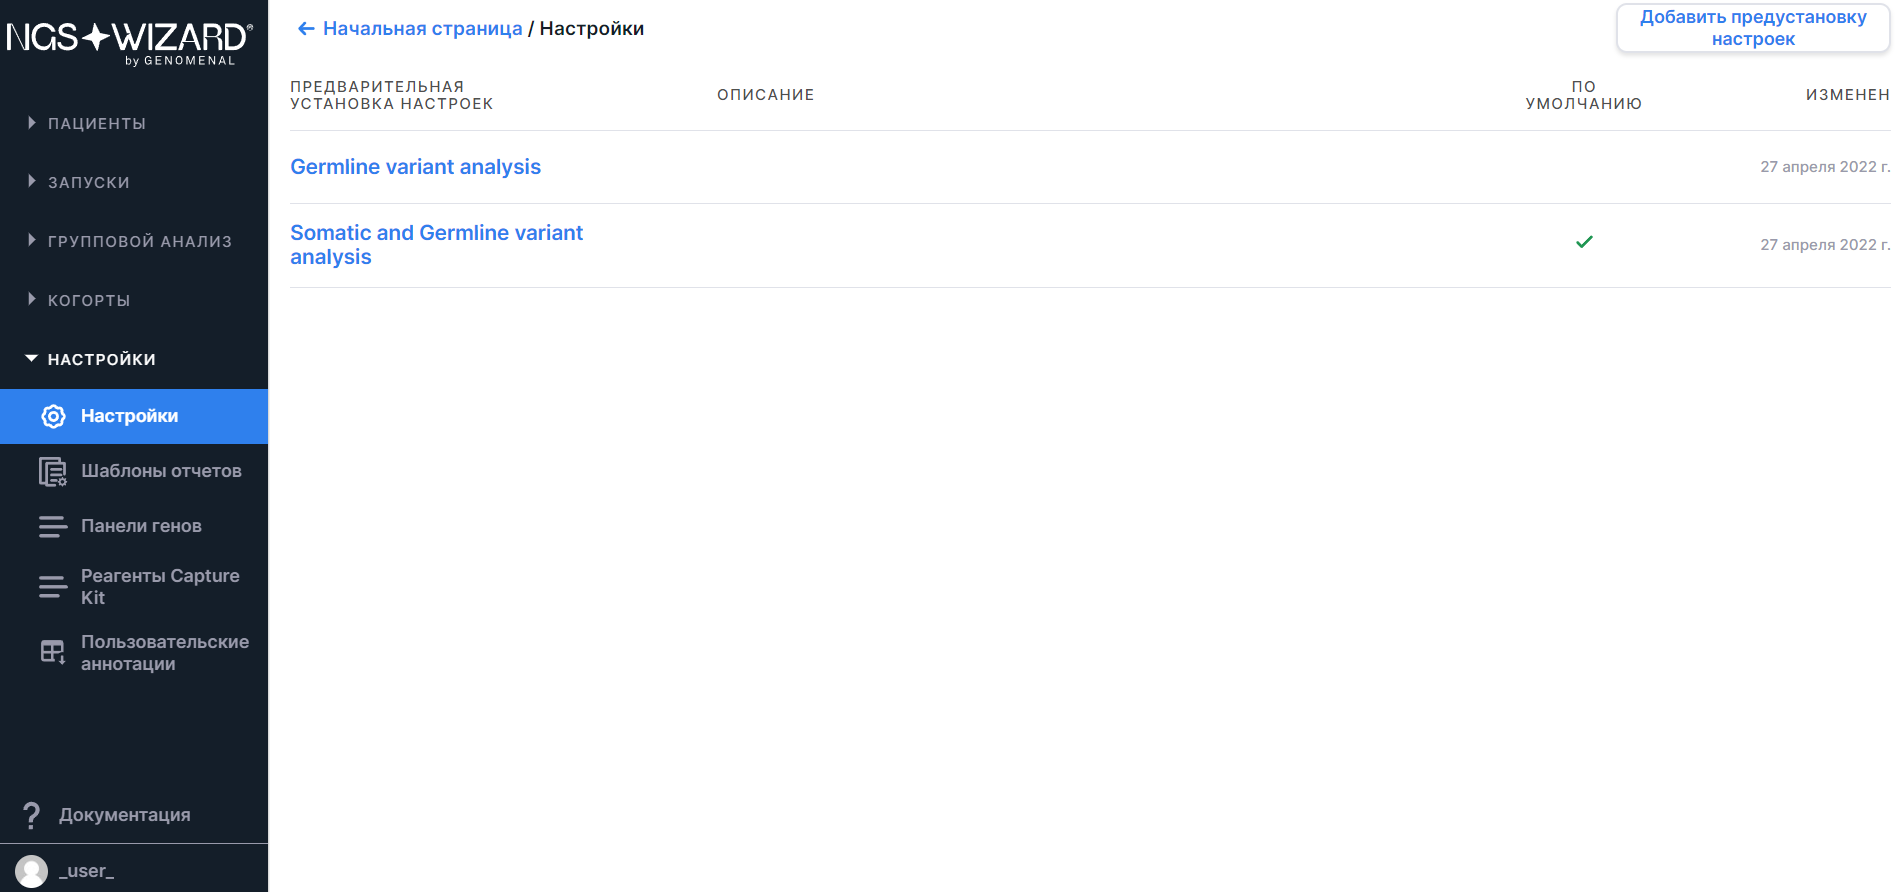 NGS WIZARD®
by GENOMENAL
ПАЦИЕНТЫ
ЗАПУСКИ
ГРУППОВОЙ АНАЛИЗ
КОГОРТЫ
НАСТРОЙКИ
Настройки
Шаблоны отчетов
Панели генов
Реагенты Capture
Kit
Пользовательские
аннотации
Документация
_user_
← Начальная страница / Настройки
Добавить предустановку
настроек
ПРЕДВАРИТЕЛЬНАЯ
УСТАНОВКА НАСТРОЕК
ОПИСАНИЕ
ПО
УМОЛЧАНИЮ
ИЗМЕНЕН
Germline variant analysis
27 апреля 2022 г.
Somatic and Germline variant
analysis
27 апреля 2022 г.